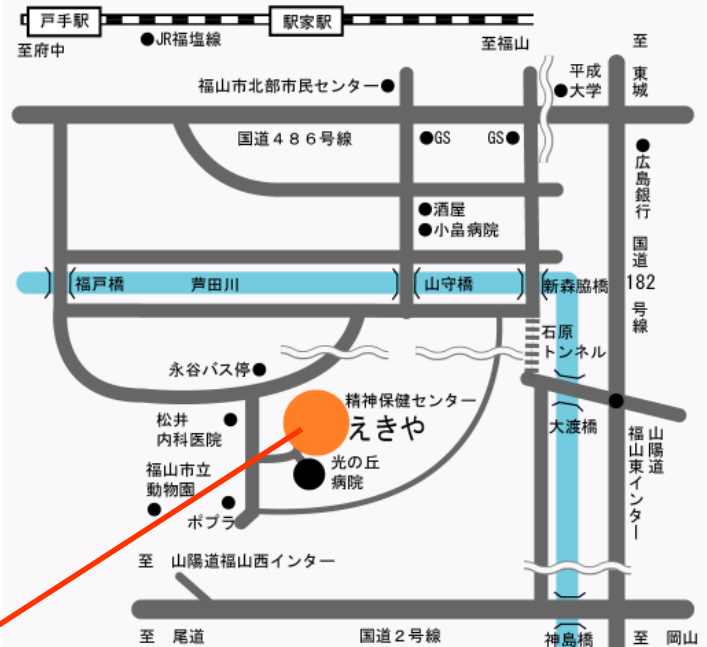 戸手駅
駅家駅
至府中
●JR福塩線
至福山
至
東城
平成
●大学
福山市北部市民センター●
国道486号線
●GS
GS●
●広島銀行
●酒屋
●小畠病院
国道
182
号線
福戸橋
芦田川
山守橋
新森脇橋
石原
トンネル
永谷バス停●
精神保健センター
えきや
松井
内科医院
大渡橋
山陽道
福山東インター
光の丘
病院
福山市立
動物園
ポプラ
至 山陽道福山西インター
至 尾道
国道2号線
神島橋
至 岡山